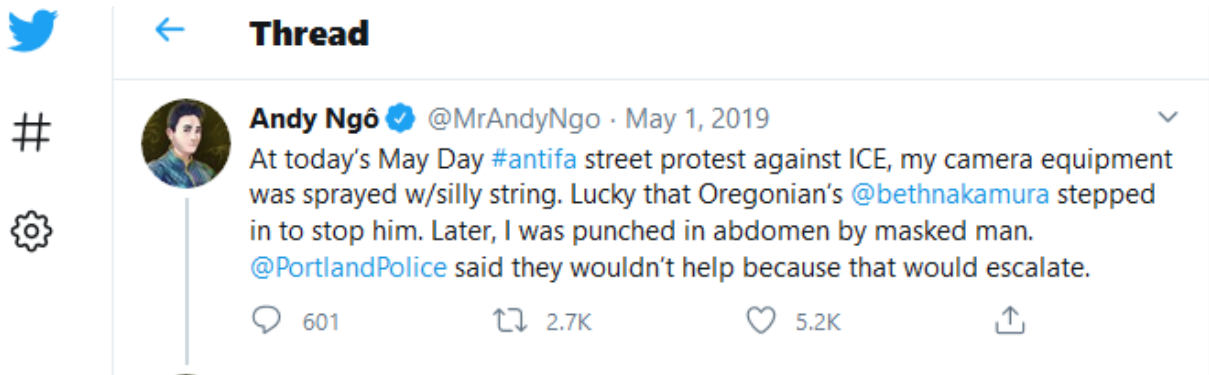 Thread
Andy Ngô @MrAndyNgo · May 1, 2019
At today's May Day #antifa street protest against ICE, my camera equipment
was sprayed w/silly string. Lucky that Oregonian's @bethnakamura stepped
in to stop him. Later, I was punched in abdomen by masked man.
@PortlandPolice said they wouldn't help because that would escalate.
601 2.7K 5.2K